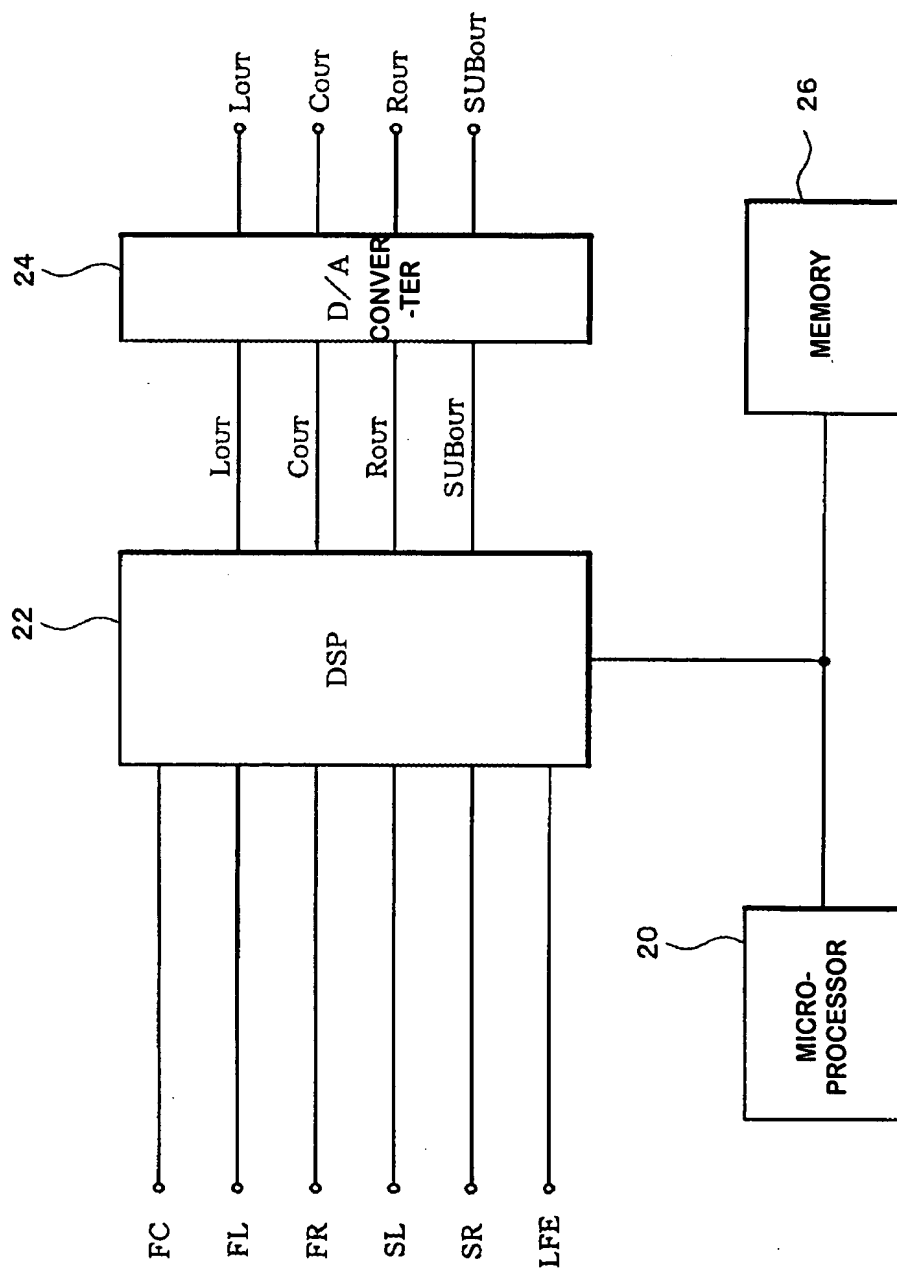 FC
FL
FR
SL
SR
LFE
22
DSP
LOUT
COUT
ROUT
SUBOUT
24
D/A
CONVER
-TER
LOUT
COUT
ROUT
SUBOUT
20
MICRO-
PROCESSOR
26
MEMORY